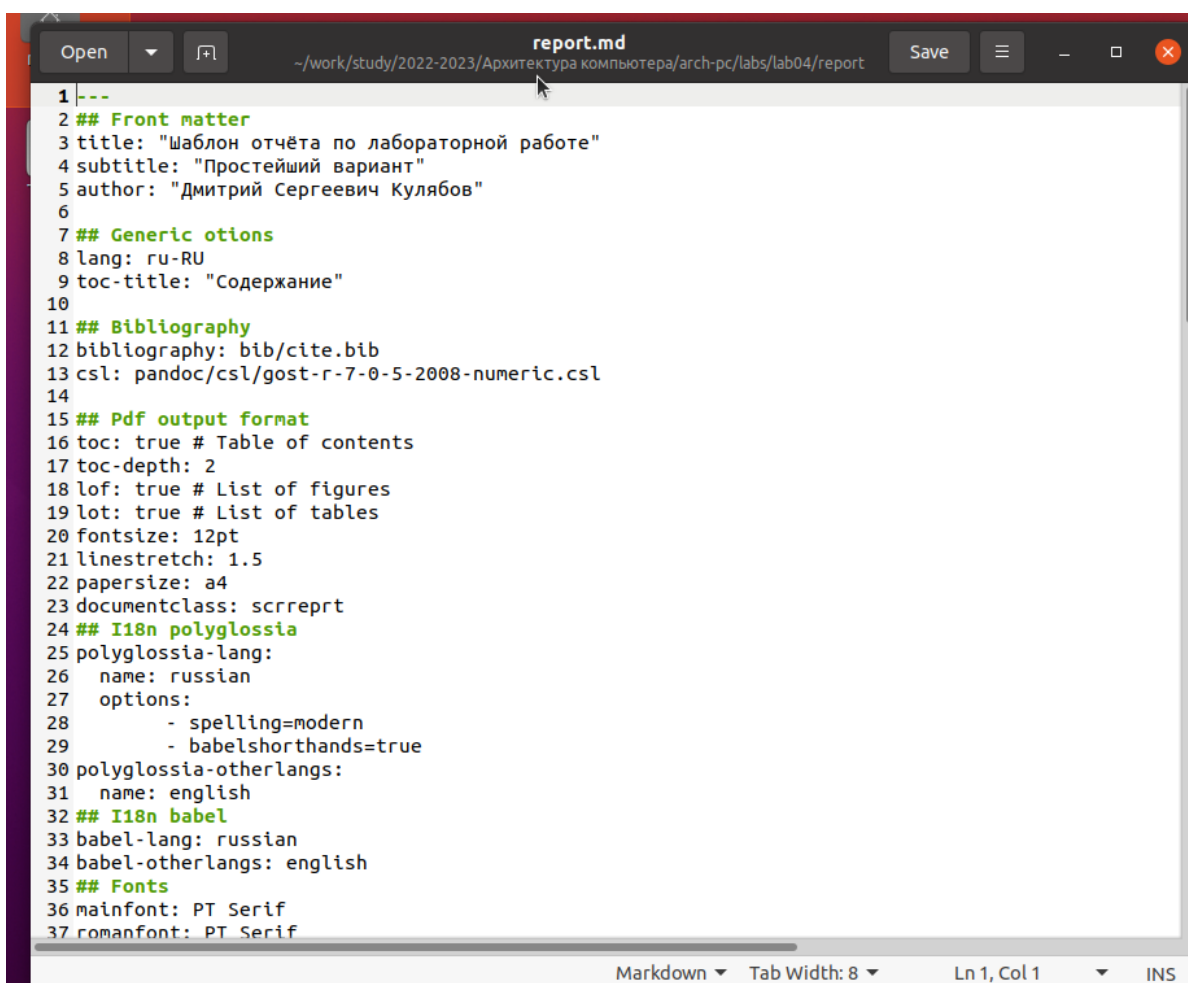 Open
report.md
~/work/study/2022-2023/Архитектура компьютера/arch-pc/labs/lab04/report
Save
1 ---
2 ## Front matter
3 title: "Шаблон отчёта по лабораторной работе"
4 subtitle: "Простейший вариант"
5 author: "Дмитрий Сергеевич Кулябов"
6
7 ## Generic otions
8 lang: ru-RU
9 toc-title: "Содержание"
10
11 ## Bibliography
12 bibliography: bib/cite.bib
13 csl: pandoc/csl/gost-r-7-0-5-2008-numeric.csl
14
15 ## Pdf output format
16 toc: true # Table of contents
17 toc-depth: 2
18 lof: true # List of figures
19 lot: true # List of tables
20 fontsize: 12pt
21 linestretch: 1.5
22 papersize: a4
23 documentclass: scrreprt
24 ## I18n polyglossia
25 polyglossia-lang:
26   name: russian
27   options:
28         - spelling=modern
29         - babelshorthands=true
30 polyglossia-otherlangs:
31   name: english
32 ## I18n babel
33 babel-lang: russian
34 babel-otherlangs: english
35 ## Fonts
36 mainfont: PT Serif
37 romanfont: PT Serif
Markdown Tab Width: 8 Ln 1, Col 1 INS